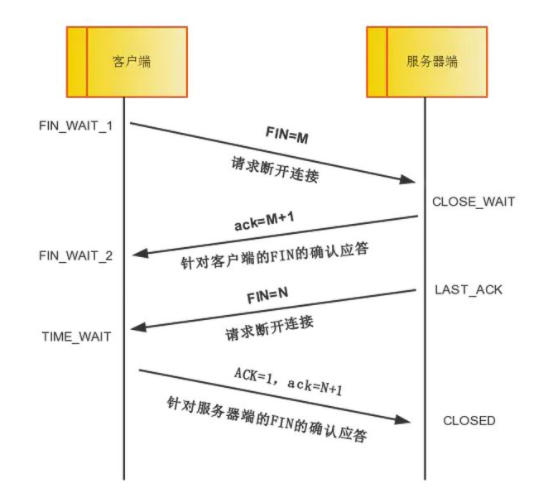 客户端
服务器端
FIN_WAIT_1
FIN=M
请求断开连接
CLOSE_WAIT
ack=M+1
针对客户端的FIN的确认应答
FIN_WAIT_2
FIN=N
LAST_ACK
请求断开连接
TIME_WAIT
ACK=1, ack=N+1
针对服务器端的FIN的确认应答
CLOSED